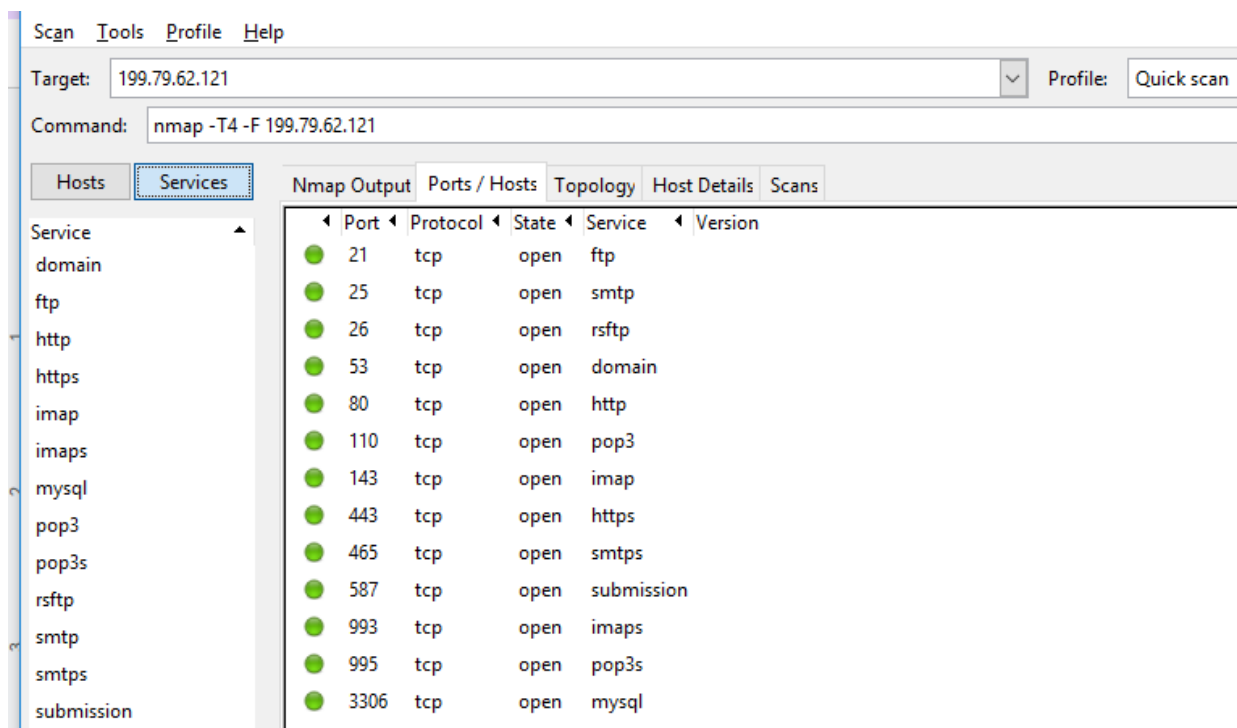 Scan Tools Profile Help
Target: 199.79.62.121 Profile: Quick scan
Command: nmap -T4 -F 199.79.62.121
Hosts Services Nmap Output Ports / Hosts Topology Host Details Scans
Service
domain
ftp
http
https
imap
imaps
mysql
pop3
pop3s
rsftp
smtp
smtps
submission
Port Protocol State Service Version
21 tcp open ftp
25 tcp open smtp
26 tcp open rsftp
53 tcp open domain
80 tcp open http
110 tcp open pop3
143 tcp open imap
443 tcp open https
465 tcp open smtps
587 tcp open submission
993 tcp open imaps
995 tcp open pop3s
3306 tcp open mysql
1
2
3